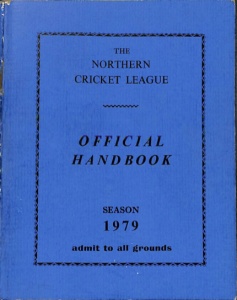 THE
NORTHERN
CRICKET LEAGUE
OFFICIAL
HANDBOOK
SEASON
1979
admit to all grounds